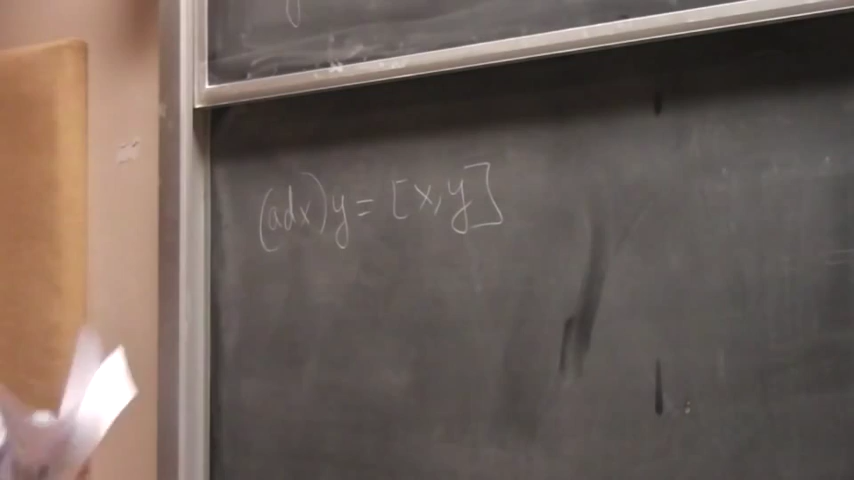 (adx)y = [x,y]